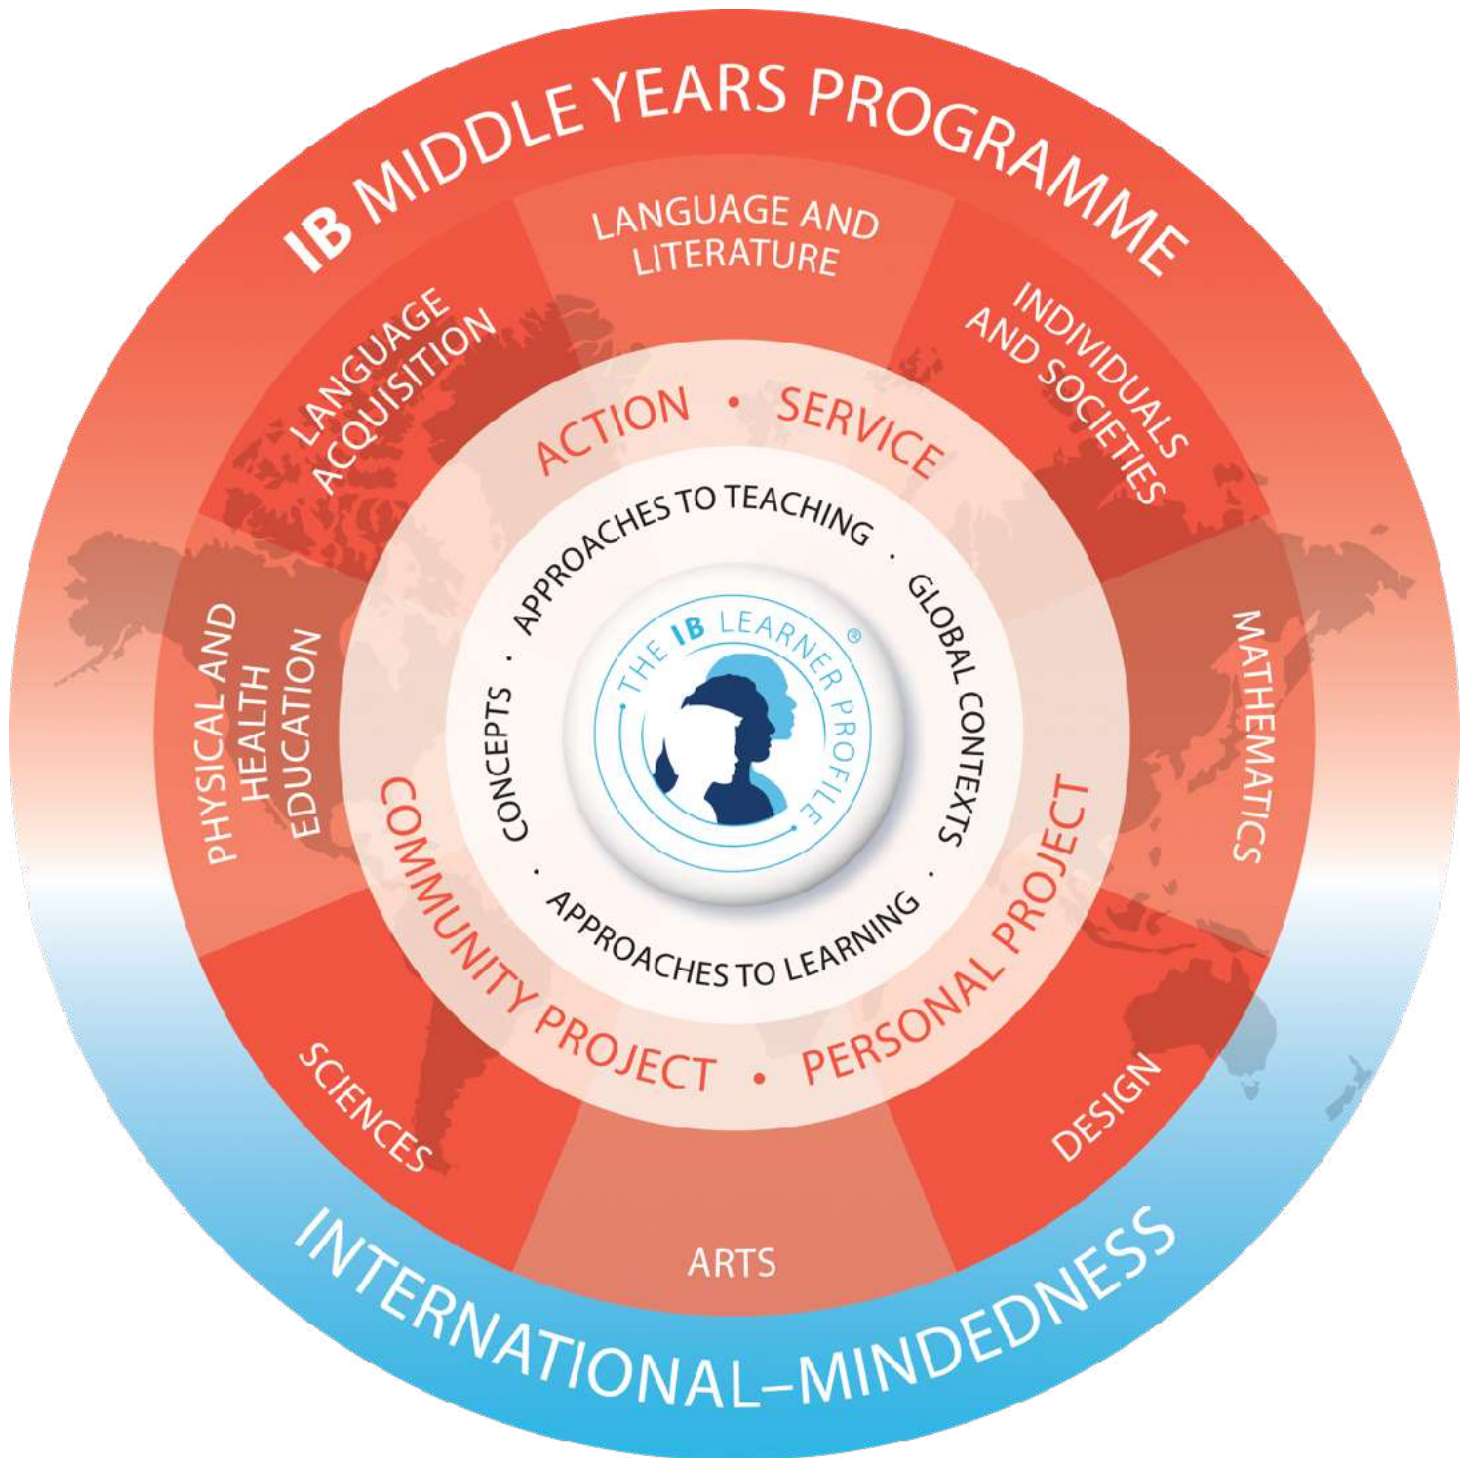 IB MIDDLE YEARS PROGRAMME
LANGUAGE AND
LITERATURE
INDIVIDUALS
AND SOCIETIES
MATHEMATICS
DESIGN
ARTS
SCIENCES
PHYSICAL AND
HEALTH
EDUCATION
LANGUAGE
ACQUISITION
ACTION • SERVICE
COMMUNITY PROJECT • PERSONAL PROJECT
APPROACHES TO TEACHING · GLOBAL CONTEXTS · APPROACHES TO LEARNING · CONCEPTS ·
THE IB LEARNER PROFILE ®
INTERNATIONAL–MINDEDNESS